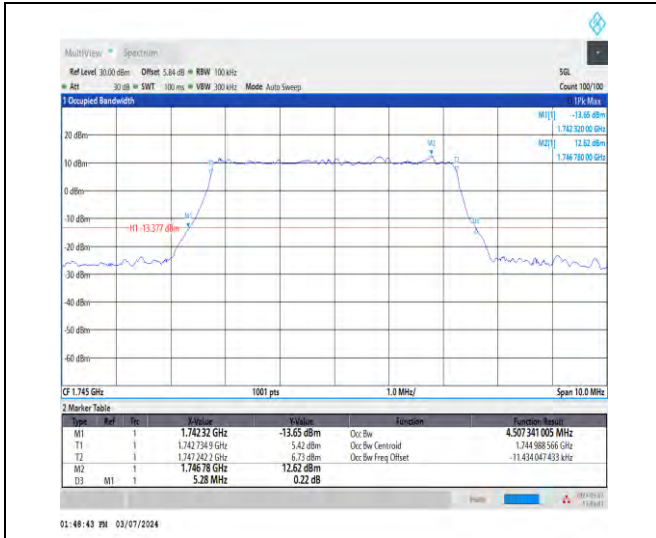 MultiView Spectrum
Ref Level 30.00 dBm Offset 5.84 dB RBW 100 kHz SGL
Att 30 dB SWT 100 ms VBW 300 kHz Mode Auto Sweep Count 100/100
1 Occupied Bandwidth 1Pk Max
M1[1] -13.65 dBm
1.742 320 00 GHz
M2[1] 12.62 dBm
1.746 780 00 GHz
20 dBm
M2
10 dBm
0 dBm
-10 dBm
M1
H1 -13.377 dBm
-20 dBm
-30 dBm
-40 dBm
-50 dBm
-60 dBm
CF 1.745 GHz 1001 pts 1.0 MHz/ Span 10.0 MHz
2 Marker Table
Type Ref Trc X-Value Y-Value Function Function Result
M1 1 1.742 32 GHz -13.65 dBm Occ Bw 4.507 341 005 MHz
T1 1 1.742 734 9 GHz 5.42 dBm Occ Bw Centroid 1.744 988 566 GHz
T2 1 1.747 242 2 GHz 6.73 dBm Occ Bw Freq Offset -11.434 047 433 kHz
M2 1 1.746 78 GHz 12.62 dBm
D3 M1 1 5.28 MHz 0.22 dB
01:48:43 PM 03/07/2024